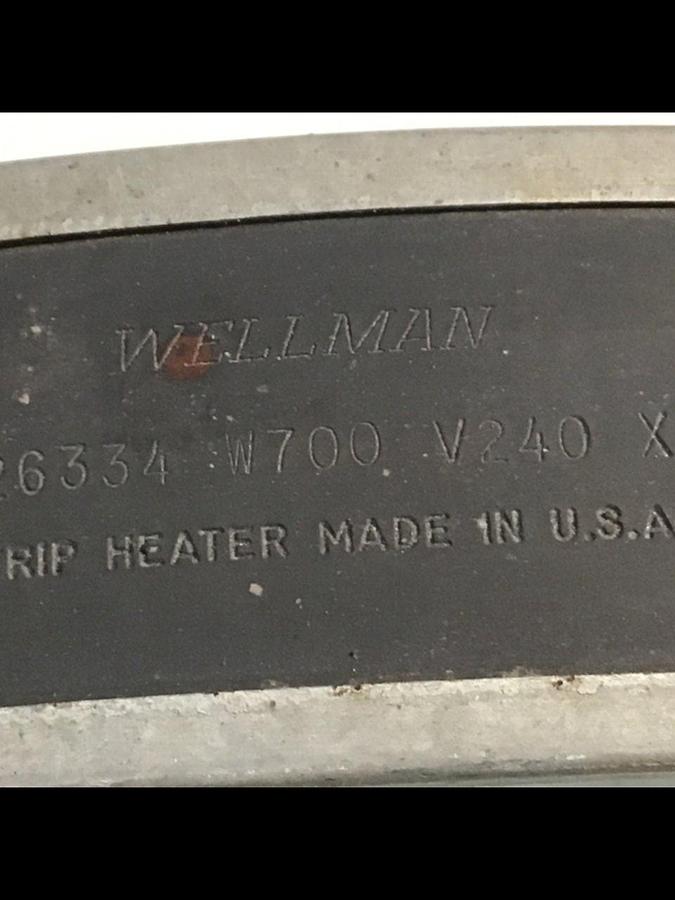 WELLMAN
26334 W700 V240 X
RIP HEATER MADE IN U.S.A